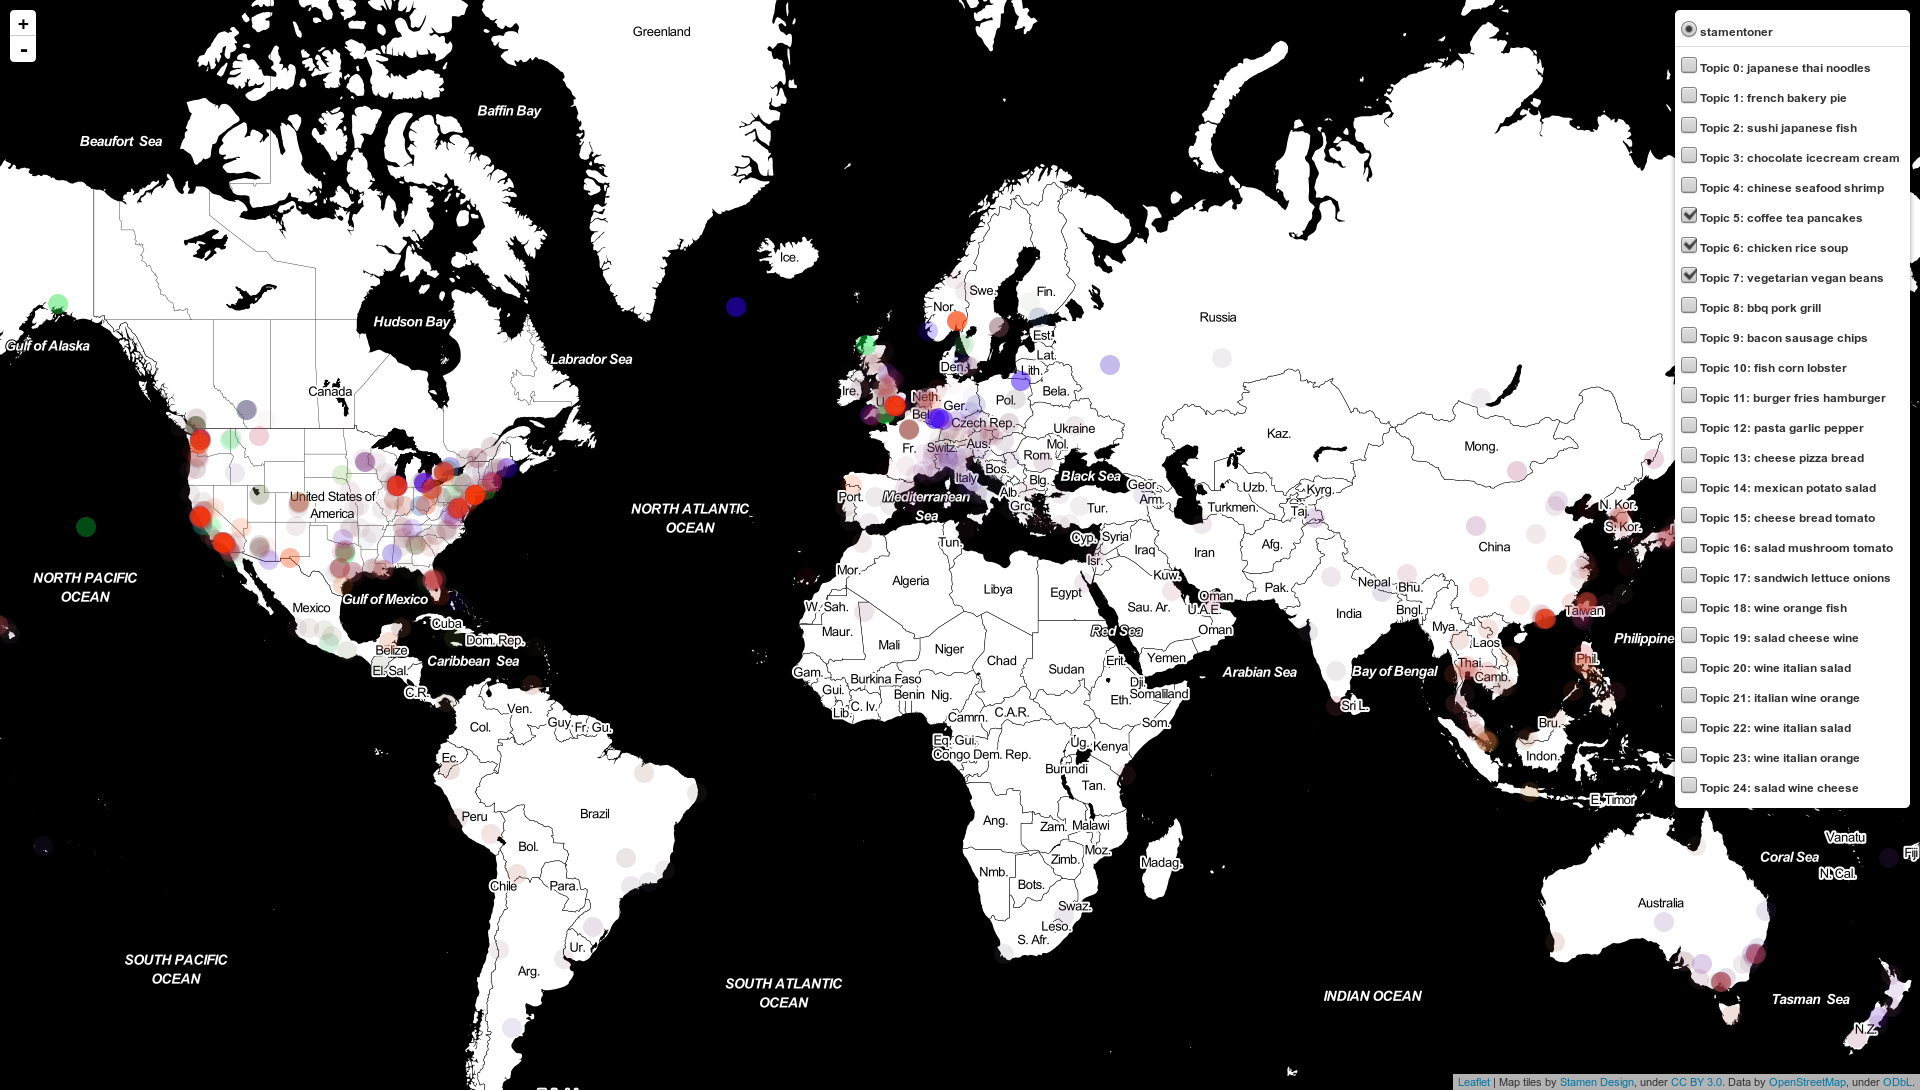 +
-
Greenland
Baffin Bay
Beaufort Sea
Ice.
Swe.
Fin.
Nor.
Russia
Hudson Bay
Gulf of Alaska
Labrador Sea
Est.
Lat.
Den.
Lith.
Canada
Ire.
U.
Neth.
Bela.
Ger.
Pol.
Bel.
Czech Rep.
Ukraine
Kaz.
Fr.
Switz.
Aus.
Mol.
Rom.
Mong.
Bos.
Italy
Blg.
Black Sea
Geor.
Uzb.
Kyrg.
United States of
America
Port.
Mediterranean
Sea
Alb.
Grc.
Tur.
Arm.
Turkmen.
Taj.
N. Kor.
S. Kor.
NORTH ATLANTIC
OCEAN
Tun.
Cyp.
Syria
Iraq
Iran
Afg.
China
Isr.
Mor.
Algeria
Libya
Egypt
Kuw.
Pak.
Nepal
Bhu.
NORTH PACIFIC
OCEAN
Gulf of Mexico
Mexico
W. Sah.
Sau. Ar.
Oman
U.A.E.
India
Bngl.
Taiwan
Cuba
Maur.
Mali
Niger
Red Sea
Oman
Mya.
Laos
Philippine
Dom. Rep.
Belize
Caribbean Sea
El. Sal.
Chad
Erit.
Yemen
Arabian Sea
Bay of Bengal
Thai.
Phil.
Camb.
Gam.
Burkina Faso
Sudan
Dji.
C.R.
Gui.
Benin
Nig.
Eth.
Somaliland
Ven.
Lib.
C. Iv.
Camrn.
C.A.R.
Sri L.
Col.
Guy.
Fr. Gu.
Som.
Bru.
Eq. Gui.
Ug.
Kenya
Ec.
Congo Dem. Rep.
Indon.
Burundi
Tan.
E. Timor
Peru
Brazil
Ang.
Zam.
Malawi
Vanatu
Bol.
Moz.
Zimb.
Madag.
Coral Sea
Fiji
N. Cal.
Chile
Para.
Nmb.
Bots.
Swaz.
Australia
Leso.
S. Afr.
Ur.
SOUTH PACIFIC
OCEAN
Arg.
SOUTH ATLANTIC
OCEAN
INDIAN OCEAN
Tasman Sea
N.Z.
stamentoner
Topic 0: japanese thai noodles
Topic 1: french bakery pie
Topic 2: sushi japanese fish
Topic 3: chocolate icecream cream
Topic 4: chinese seafood shrimp
Topic 5: coffee tea pancakes
Topic 6: chicken rice soup
Topic 7: vegetarian vegan beans
Topic 8: bbq pork grill
Topic 9: bacon sausage chips
Topic 10: fish corn lobster
Topic 11: burger fries hamburger
Topic 12: pasta garlic pepper
Topic 13: cheese pizza bread
Topic 14: mexican potato salad
Topic 15: cheese bread tomato
Topic 16: salad mushroom tomato
Topic 17: sandwich lettuce onions
Topic 18: wine orange fish
Topic 19: salad cheese wine
Topic 20: wine italian salad
Topic 21: italian wine orange
Topic 22: wine italian salad
Topic 23: wine italian orange
Topic 24: salad wine cheese
Leaflet | Map tiles by Stamen Design, under CC BY 3.0. Data by OpenStreetMap, under ODbL.